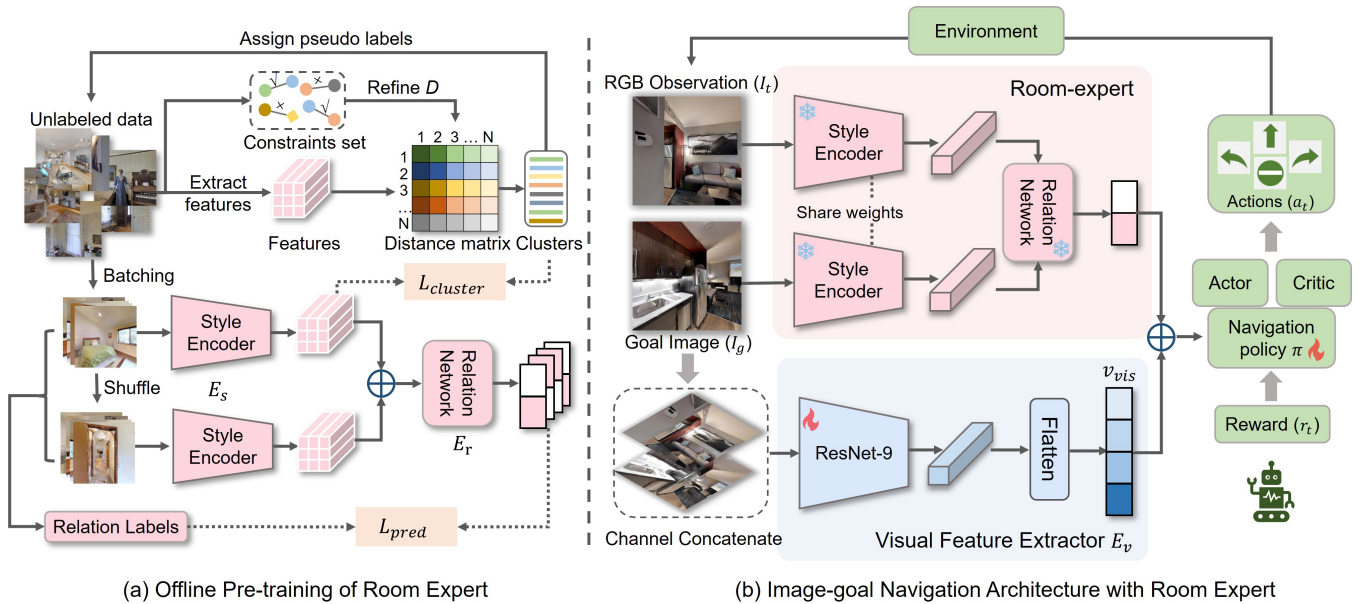 Assign pseudo labels
Refine D
Unlabeled data
Constraints set
1 2 3 ... N
1
2
3
...
N
Extract
features
Features
Distance matrix
Clusters
Batching
L_cluster
Style
Encoder
E_s
Shuffle
Style
Encoder
Relation
Network
E_r
Relation Labels
L_pred
(a) Offline Pre-training of Room Expert
Environment
RGB Observation (I_t)
Room-expert
Style
Encoder
Share weights
Style
Encoder
Relation
Network
Goal Image (I_g)
Channel Concatenate
ResNet-9
Flatten
v_vis
Visual Feature Extractor E_v
Actions (a_t)
Actor
Critic
Navigation
policy π
Reward (r_t)
(b) Image-goal Navigation Architecture with Room Expert